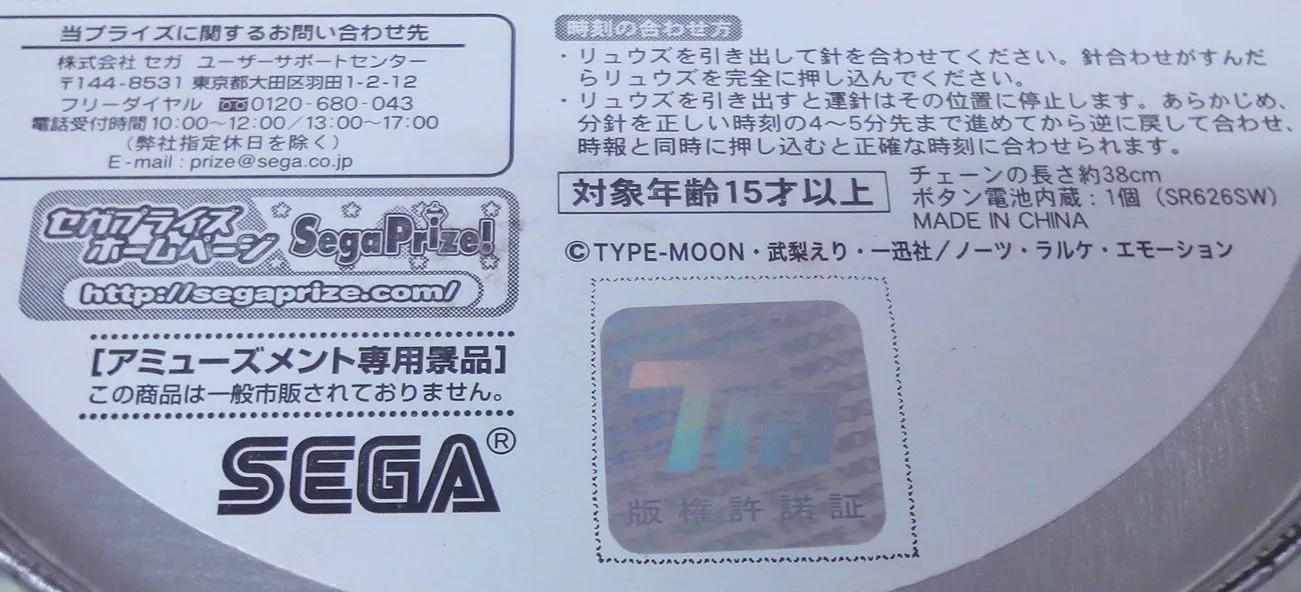 当プライズに関するお問い合わせ先
株式会社 セガ ユーザーサポートセンター
〒144-8531 東京都大田区羽田1-2-12
フリーダイヤル 0120-680-043
電話受付時間 10:00～12:00／13:00～17:00
（弊社指定休日を除く）
E-mail : prize@sega.co.jp
セガプライズ
ホームページ
SegaPrize!
http://segaprize.com/
［アミューズメント専用景品］
この商品は一般市販されておりません。
SEGA®
時刻の合わせ方
・リュウズを引き出して針を合わせてください。針合わせがすんだ
らリュウズを完全に押し込んでください。
・リュウズを引き出すと運針はその位置に停止します。あらかじめ、
分針を正しい時刻の4～5分先まで進めてから逆に戻して合わせ、
時報と同時に押し込むと正確な時刻に合わせられます。
対象年齢15才以上
チェーンの長さ約38cm
ボタン電池内蔵：1個（SR626SW）
MADE IN CHINA
©TYPE-MOON・武梨えり・一迅社／ノーツ・ラルケ・エモーション
TM
版権許諾証